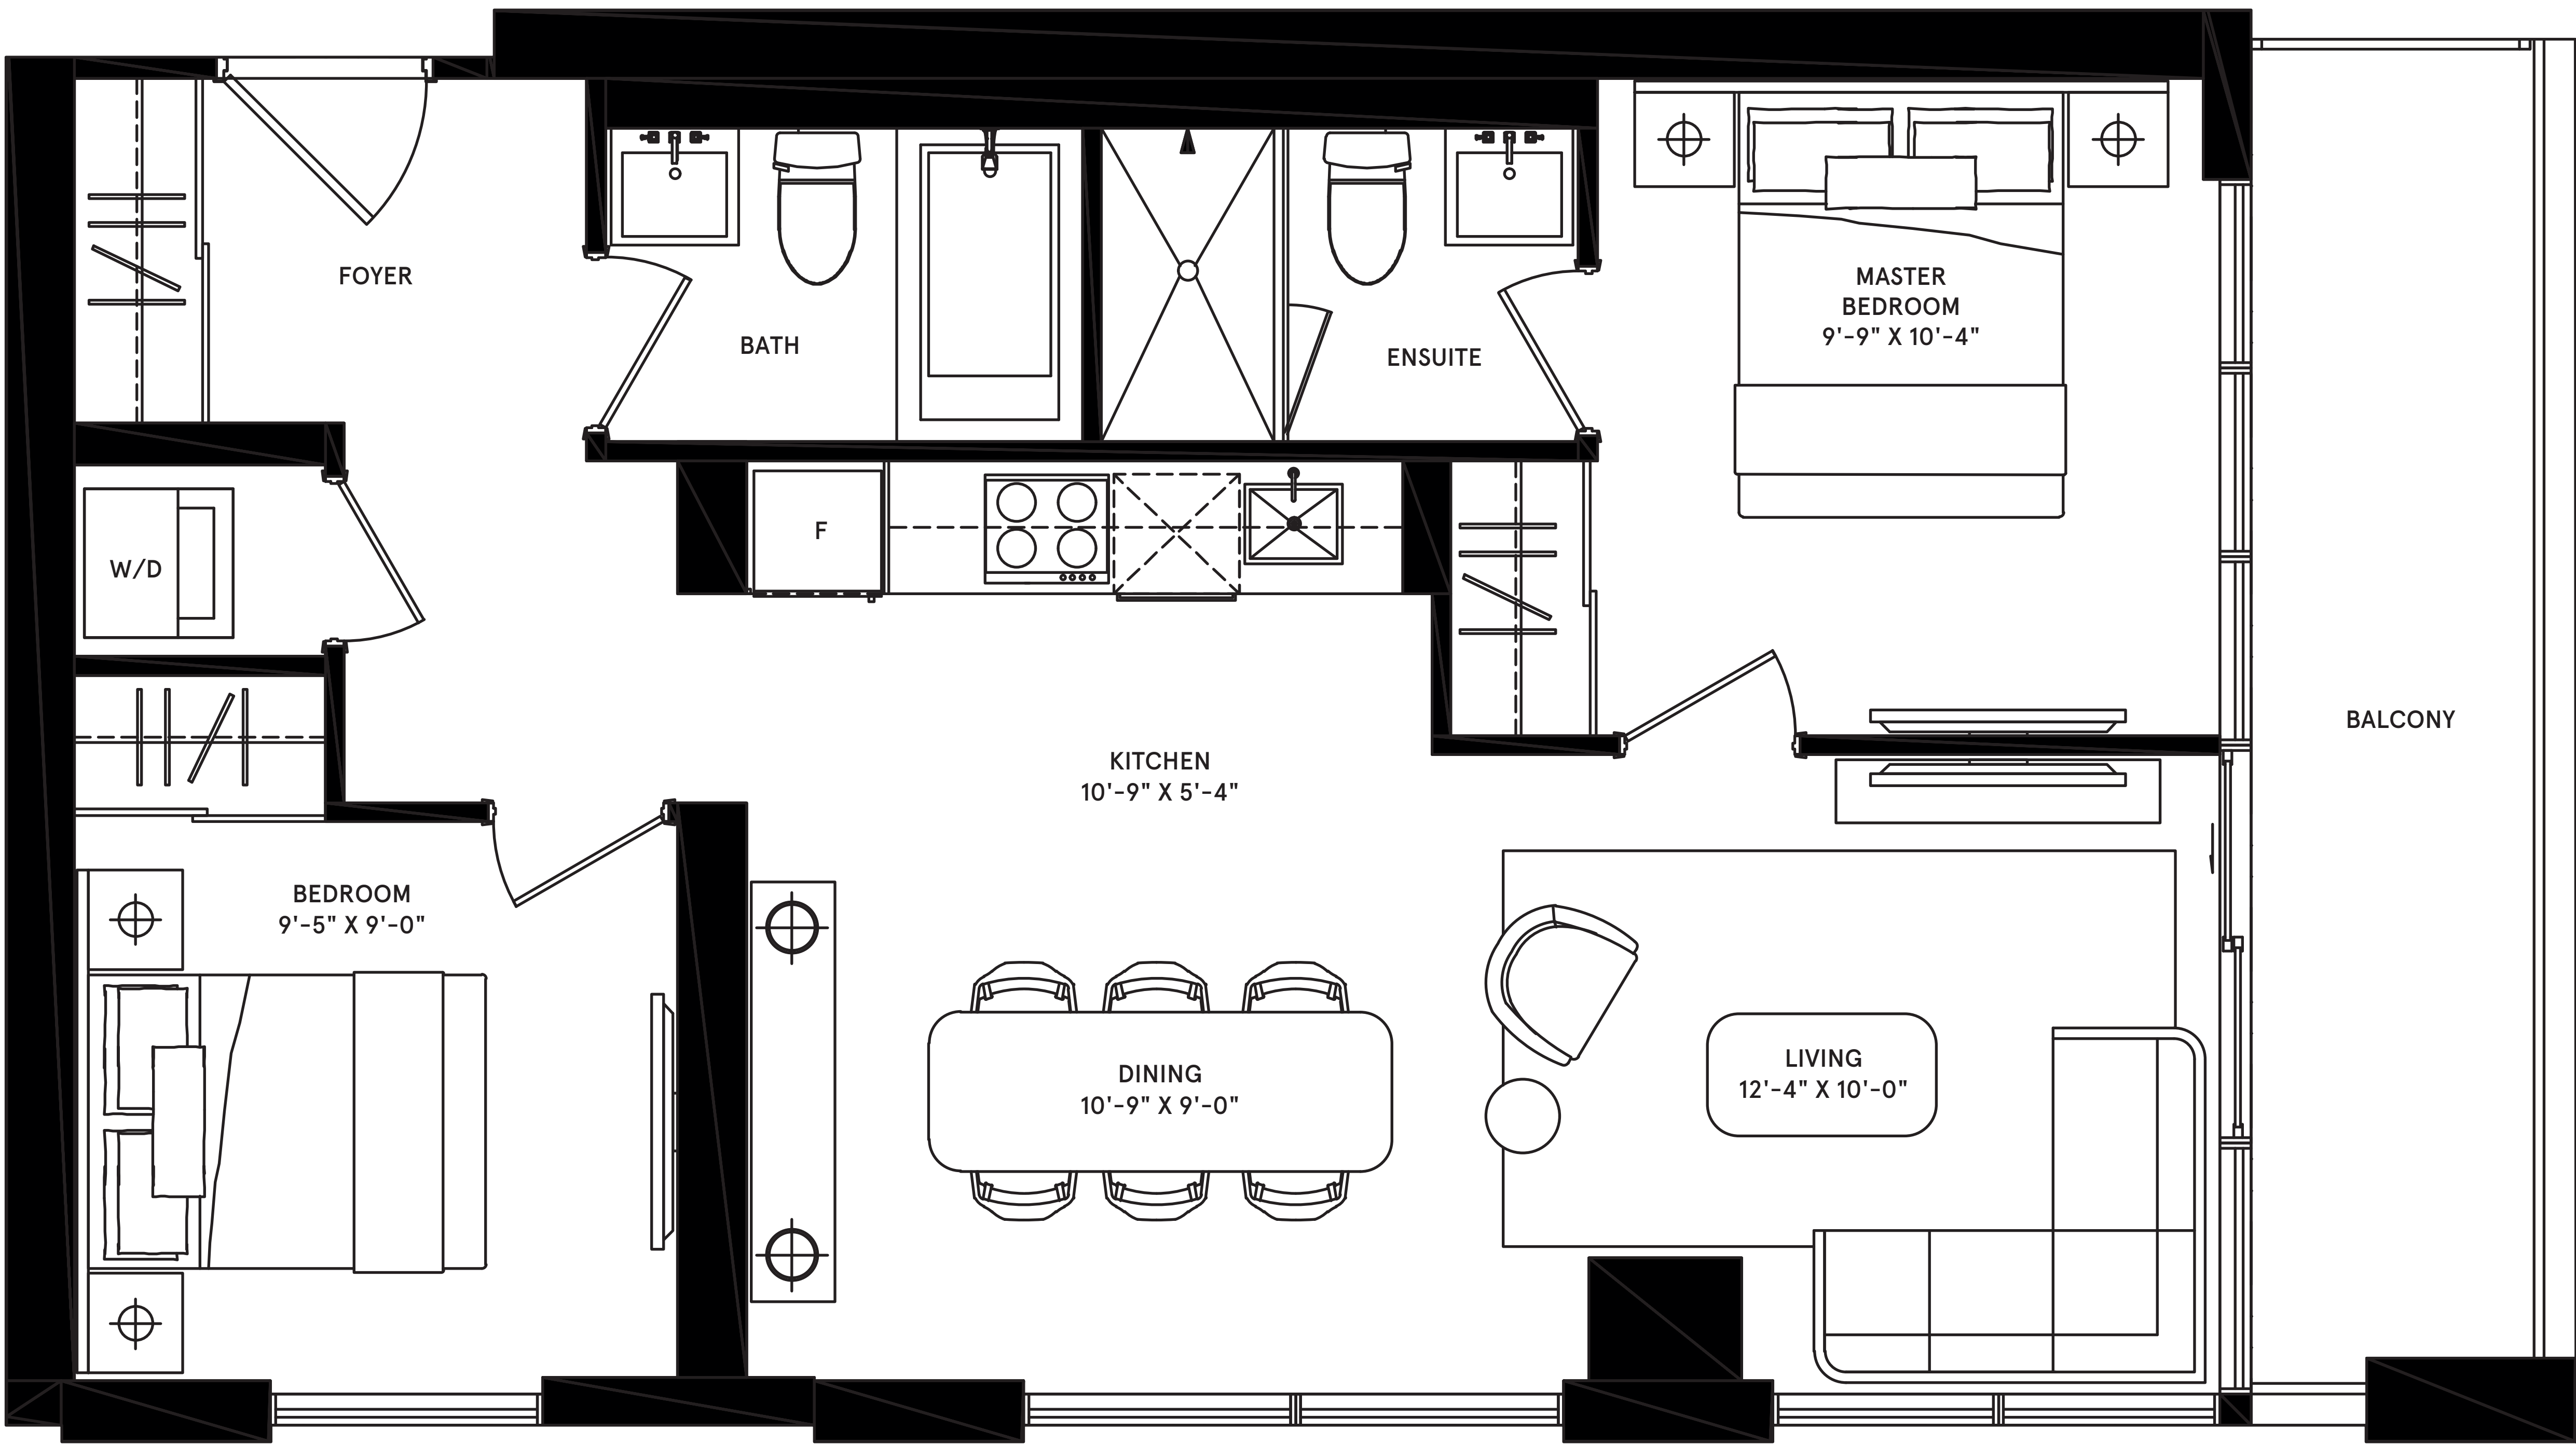 FOYER
BATH
ENSUITE
MASTER
BEDROOM
9'-9" X 10'-4"
F
W/D
BALCONY
KITCHEN
10'-9" X 5'-4"
BEDROOM
9'-5" X 9'-0"
DINING
10'-9" X 9'-0"
LIVING
12'-4" X 10'-0"